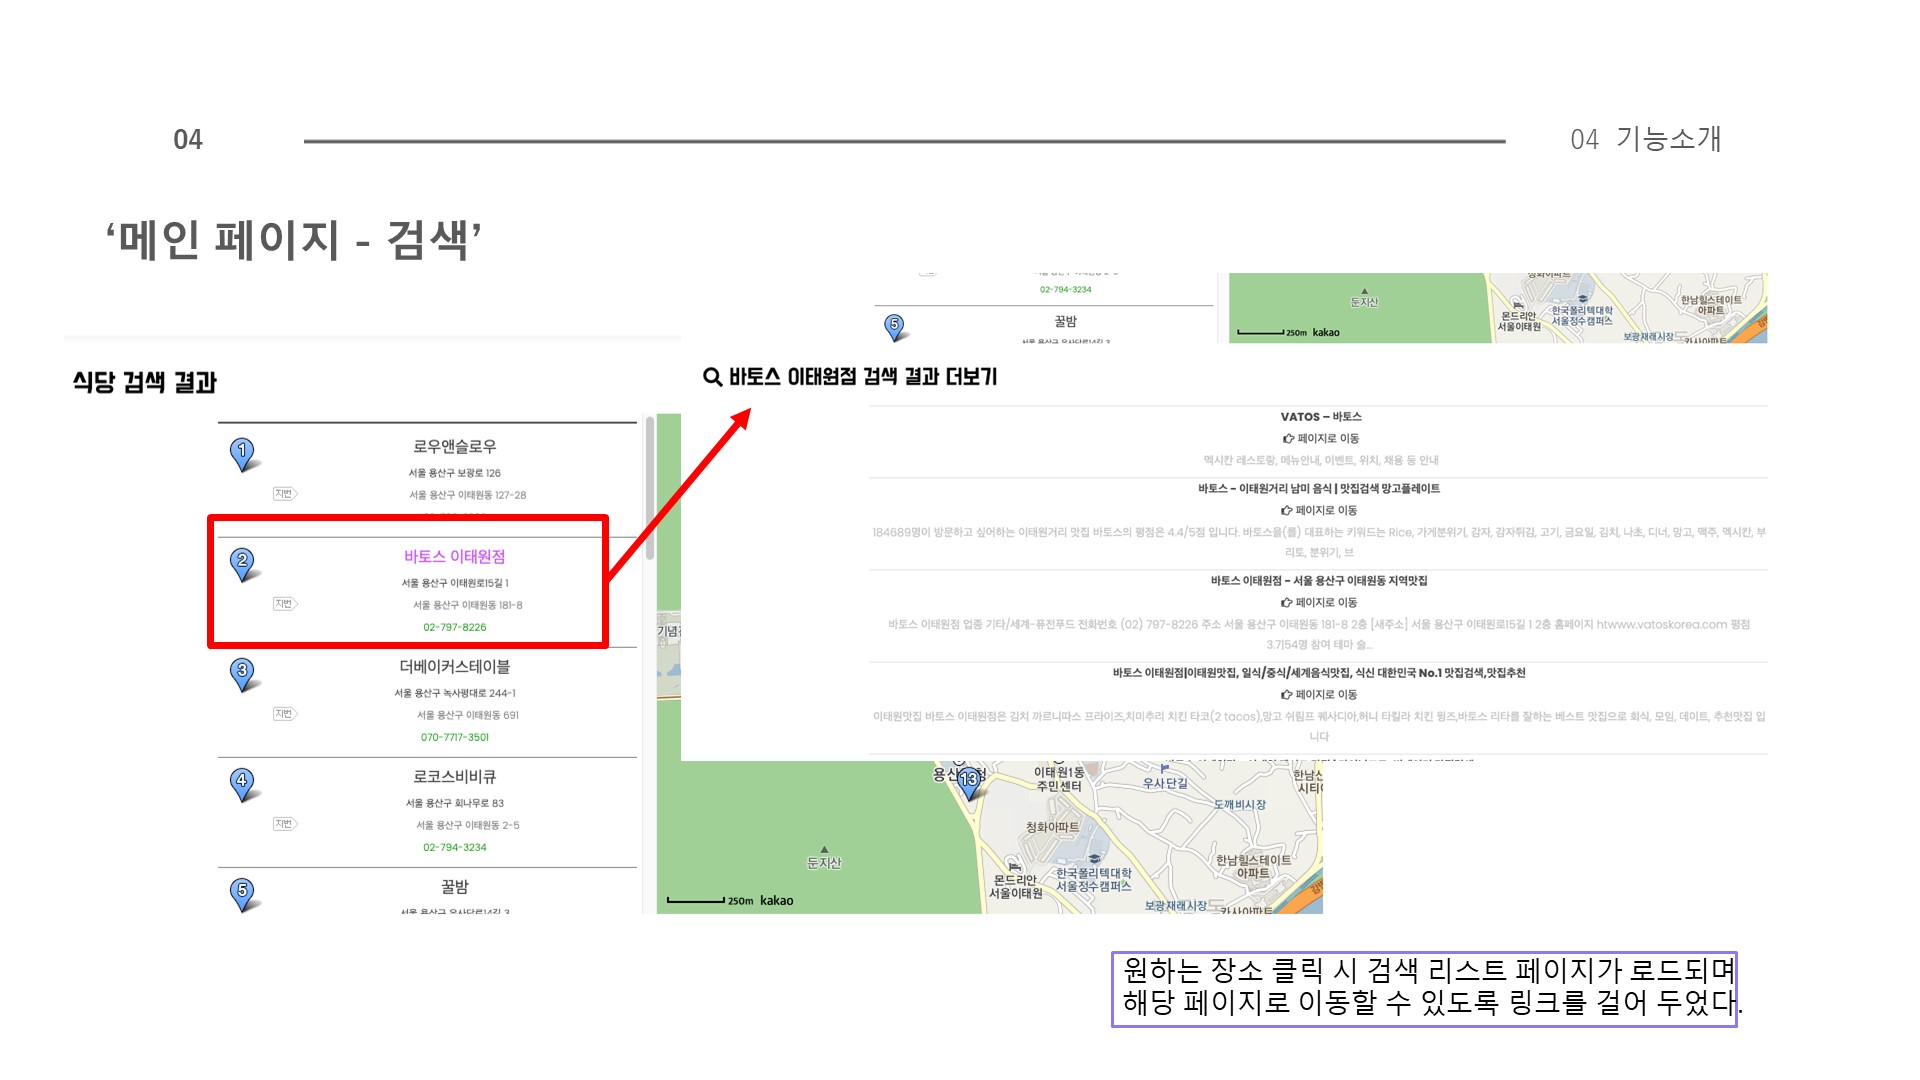 04
04 기능소개
‘메인 페이지 - 검색’
02-794-3234
5
꿀밤
둔지산
250m kakao
몬드리안
서울이태원
한국폴리텍대학
서울정수캠퍼스
한남힐스테이트
아파트
보광재래시장
식당 검색 결과
1
로우앤슬로우
서울 용산구 보광로 126
지번
서울 용산구 이태원동 127-28
2
바토스 이태원점
서울 용산구 이태원로15길 1
지번
서울 용산구 이태원동 181-8
02-797-8226
3
더베이커스테이블
서울 용산구 녹사평대로 244-1
지번
서울 용산구 이태원동 691
070-7717-3501
4
로코스비비큐
서울 용산구 회나무로 83
지번
서울 용산구 이태원동 2-5
02-794-3234
5
꿀밤
바토스 이태원점 검색 결과 더보기
VATOS – 바토스
페이지로 이동
멕시칸 레스토랑, 메뉴안내, 이벤트, 위치, 채용 등 안내
바토스 - 이태원거리 남미 음식 | 맛집검색 망고플레이트
페이지로 이동
184689명이 방문하고 싶어하는 이태원거리 맛집 바토스의 평점은 4.4/5점 입니다. 바토스을(를) 대표하는 키워드는 Rice, 가게분위기, 감자, 감자튀김, 고기, 금요일, 김치, 나초, 디너, 망고, 맥주, 멕시칸, 부
리토, 분위기, 브
바토스 이태원점 - 서울 용산구 이태원동 지역맛집
페이지로 이동
바토스 이태원점 업종 기타/세계-퓨전푸드 전화번호 (02) 797-8226 주소 서울 용산구 이태원동 181-8 2층 [새주소] 서울 용산구 이태원로15길 1 2층 홈페이지 htwww.vatoskorea.com 평점
3.7|54명 참여 테마 술...
바토스 이태원점|이태원맛집, 일식/중식/세계음식맛집, 식신 대한민국 No.1 맛집검색,맛집추천
페이지로 이동
이태원맛집 바토스 이태원점은 김치 까르니따스 프라이즈,치미추리 치킨 타코(2 tacos),망고 쉬림프 퀘사디아,허니 타킬라 치킨 윙즈,바토스 리타를 잘하는 베스트 맛집으로 회식, 모임, 데이트, 추천맛집 입
니다
13
이태원1동
주민센터
우사단길
도깨비시장
청화아파트
둔지산
몬드리안
서울이태원
한국폴리텍대학
서울정수캠퍼스
한남힐스테이트
아파트
보광재래시장
250m kakao
원하는 장소 클릭 시 검색 리스트 페이지가 로드되며
해당 페이지로 이동할 수 있도록 링크를 걸어 두었다.